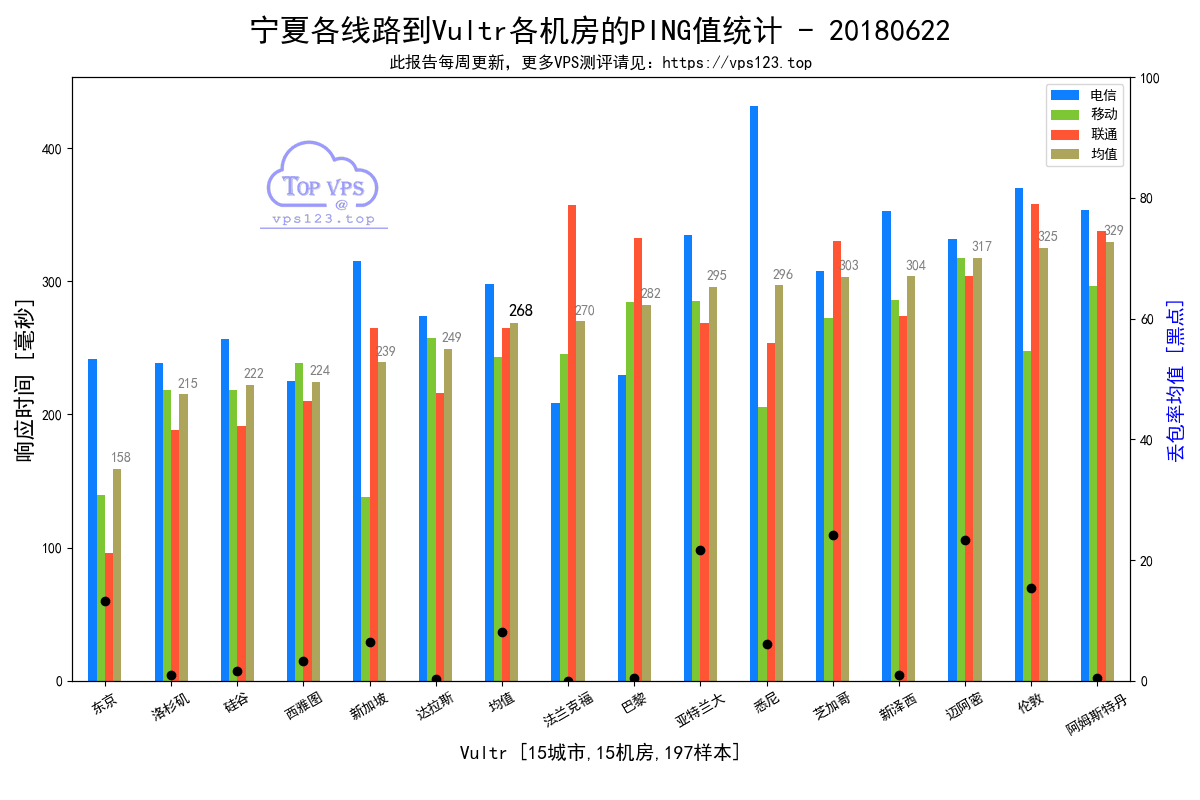 宁夏各线路到Vultr各机房的PING值统计 - 20180622
此报告每周更新，更多VPS测评请见：https://vps123.top
电信
移动
联通
均值
TOP VPS
@
vps123.top
响应时间 [毫秒]
丢包率均值 [黑点]
400
300
200
100
0
100
80
60
40
20
0
158
215
222
224
239
249
268
270
282
295
296
303
304
317
325
329
东京
洛杉矶
硅谷
西雅图
新加坡
达拉斯
均值
法兰克福
巴黎
亚特兰大
悉尼
芝加哥
新泽西
迈阿密
伦敦
阿姆斯特丹
Vultr [15城市,15机房,197样本]